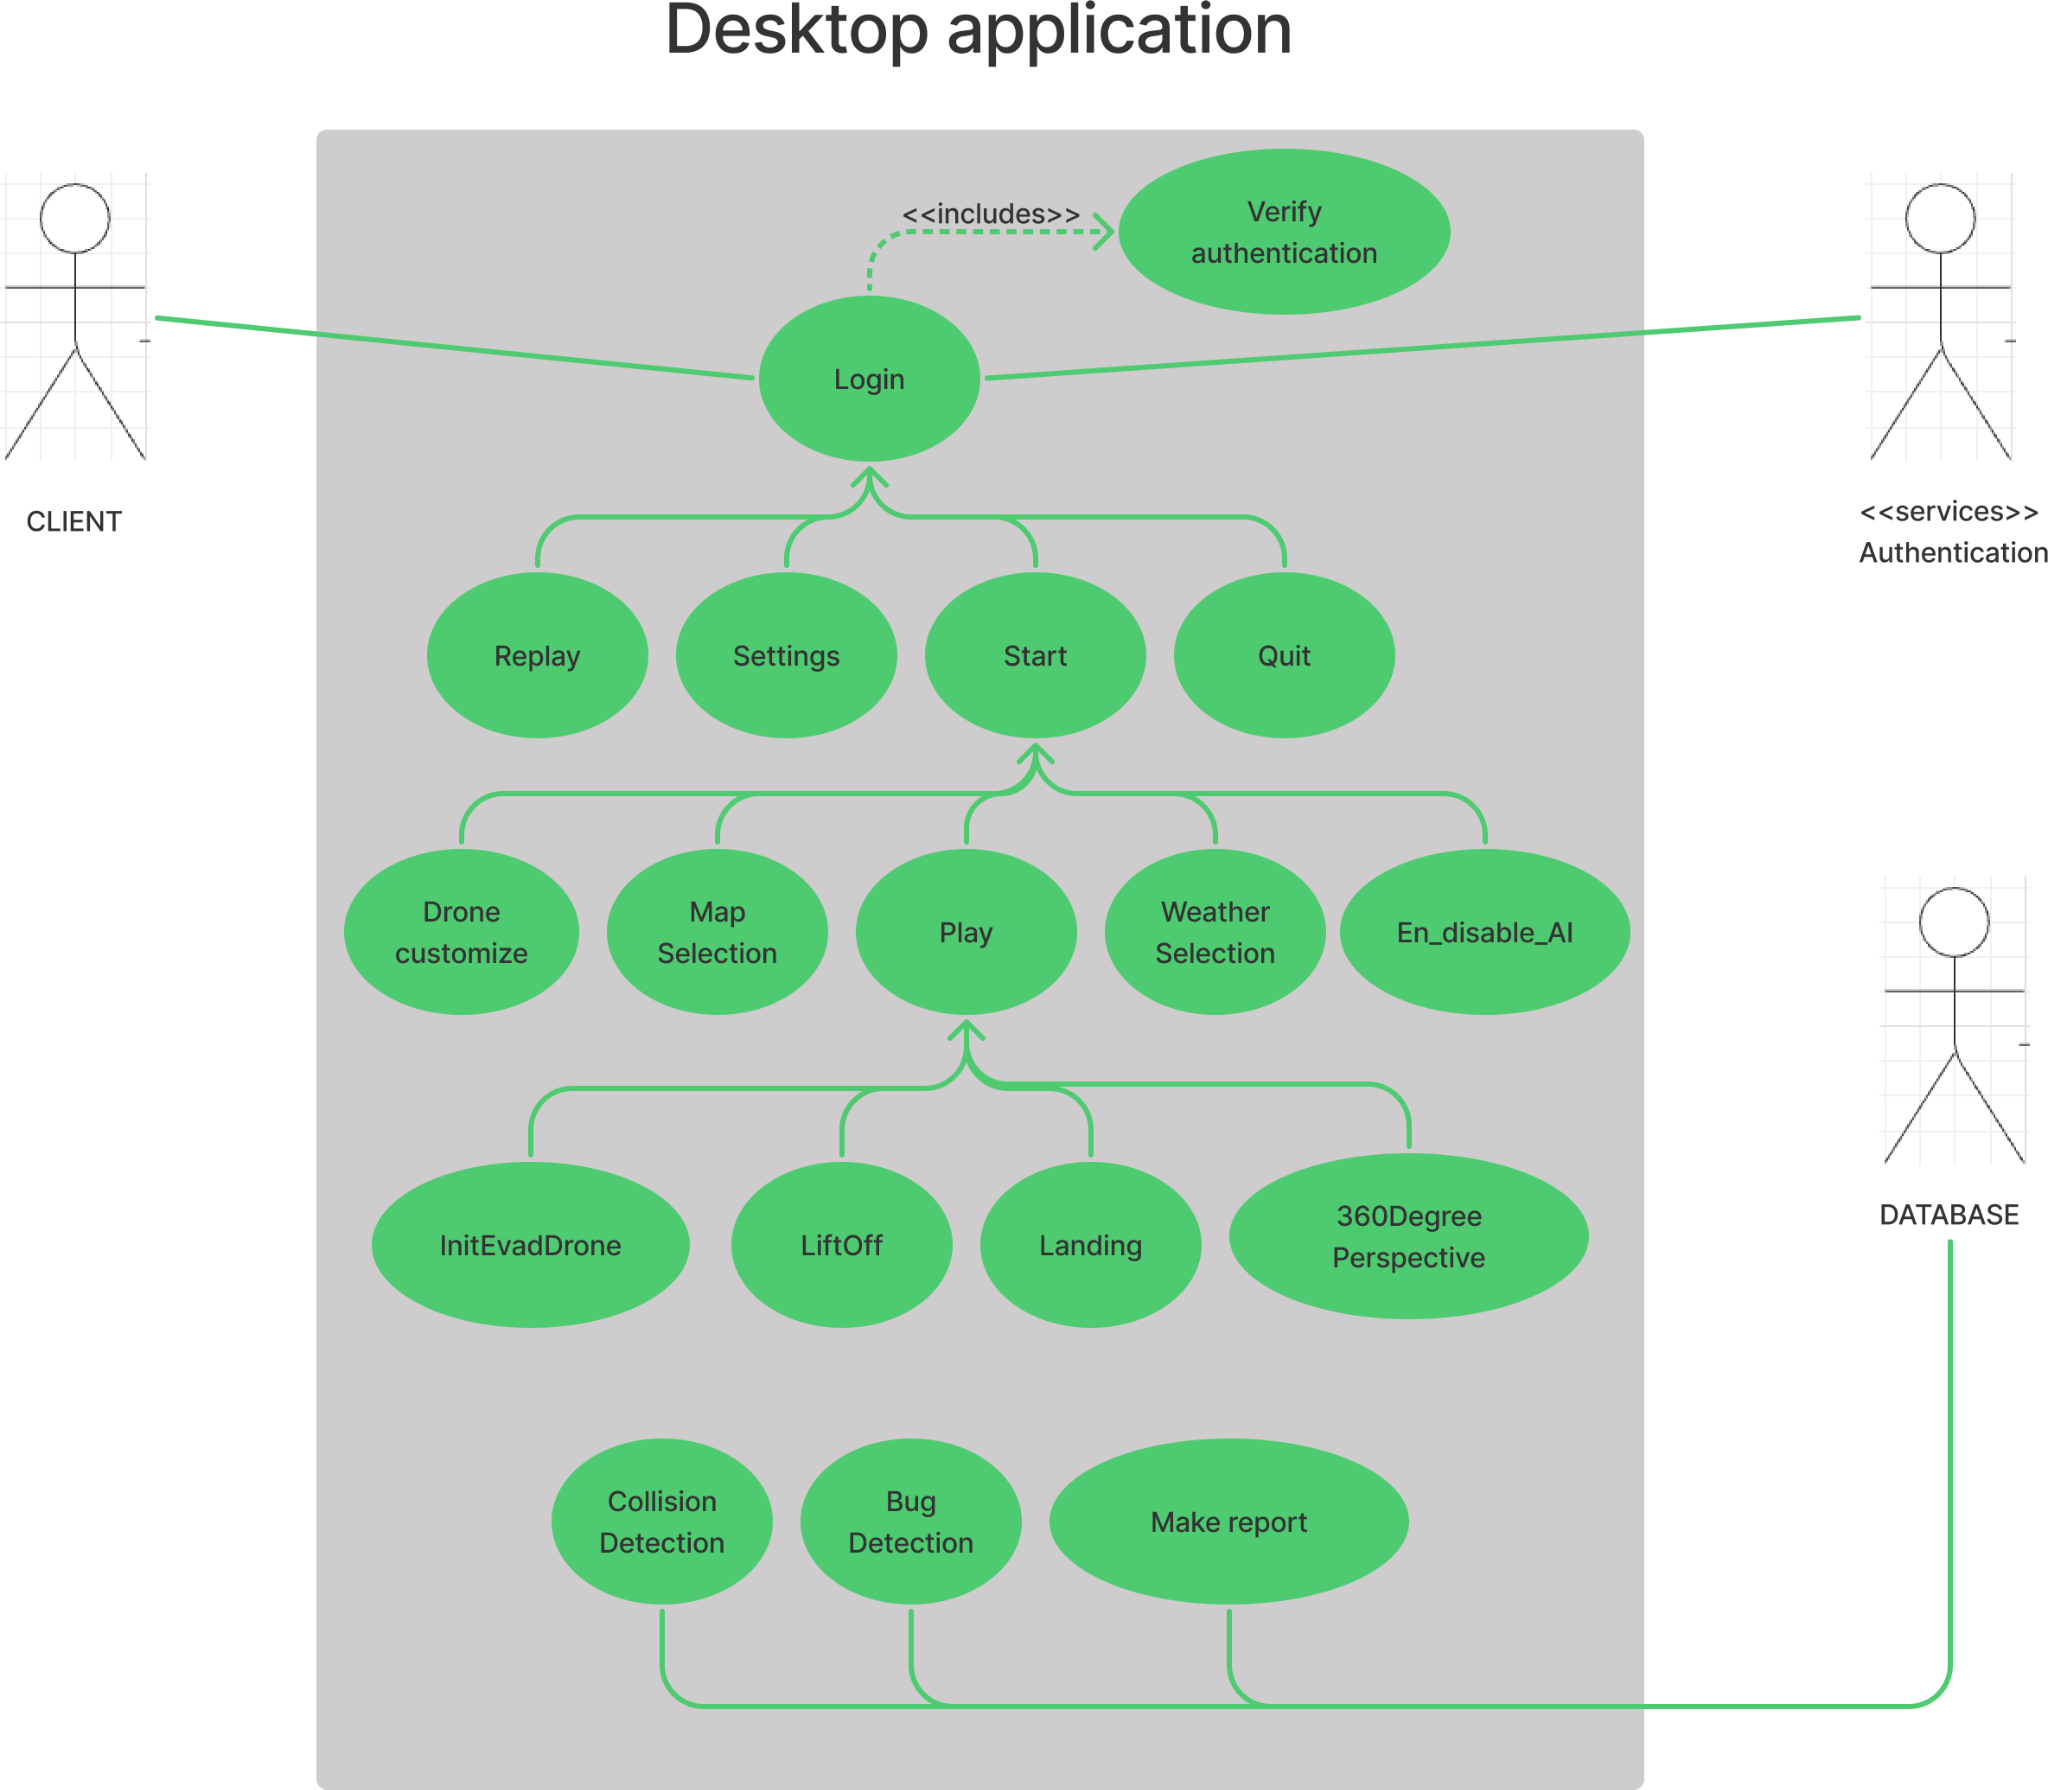 Desktop application
<<includes>>
Verify
authentication
Login
CLIENT
<<services>>
Authentication
Replay
Settings
Start
Quit
Drone
customize
Map
Selection
Play
Weather
Selection
En_disable_AI
InitEvadDrone
LiftOff
Landing
360Degree
Perspective
DATABASE
Collision
Detection
Bug
Detection
Make report